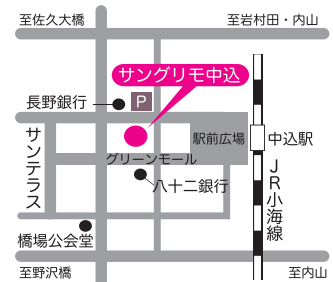 至佐久大橋
至岩村田・内山
サングリモ中込
長野銀行
P
駅前広場
中込駅
サンテラス
グリーンモール
八十二銀行
JR小海線
橋場公会堂
至野沢橋
至内山